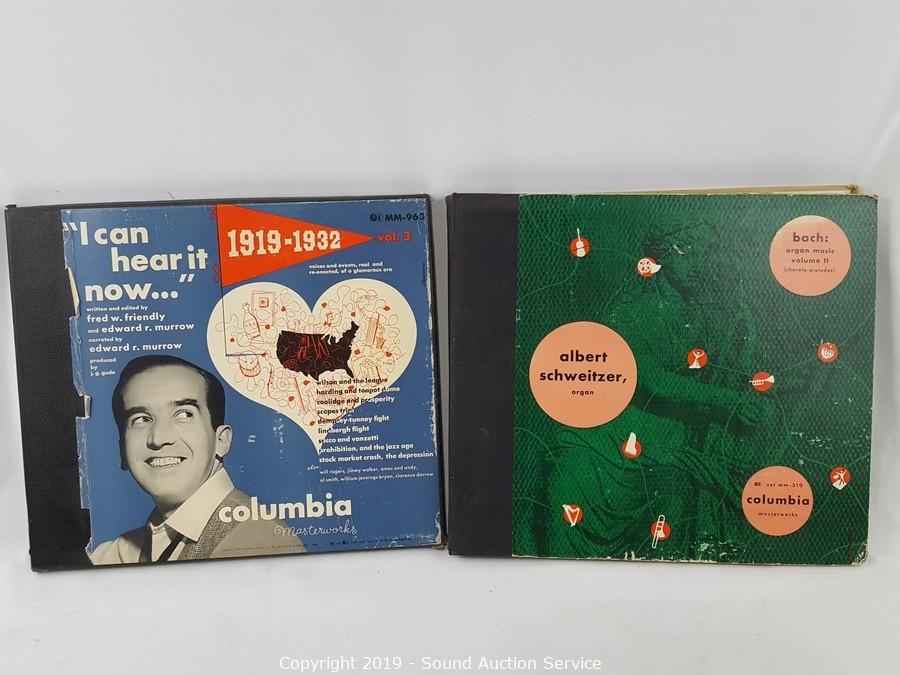 MM-963
"I can
hear it
now..."
1919-1932
vol. 3
voices and events, real and
re-enacted, of a glamorous era
written and edited by
fred w. friendly
and edward r. murrow
narrated by
edward r. murrow
produced
by
j. g. gude
wilson and the league
harding and teapot dome
coolidge and prosperity
scopes trial
dempsey-tunney fight
lindbergh flight
sacco and vanzetti
prohibition, and the jazz age
stock market crash, the depression
also: will rogers, jimmy walker, amos and andy,
al smith, william jennings bryan, clarence darrow
columbia
Masterworks
bach:
organ music
volume II
(chorale-preludes)
albert
schweitzer,
organ
set mm-310
columbia
masterworks
Copyright 2019 - Sound Auction Service